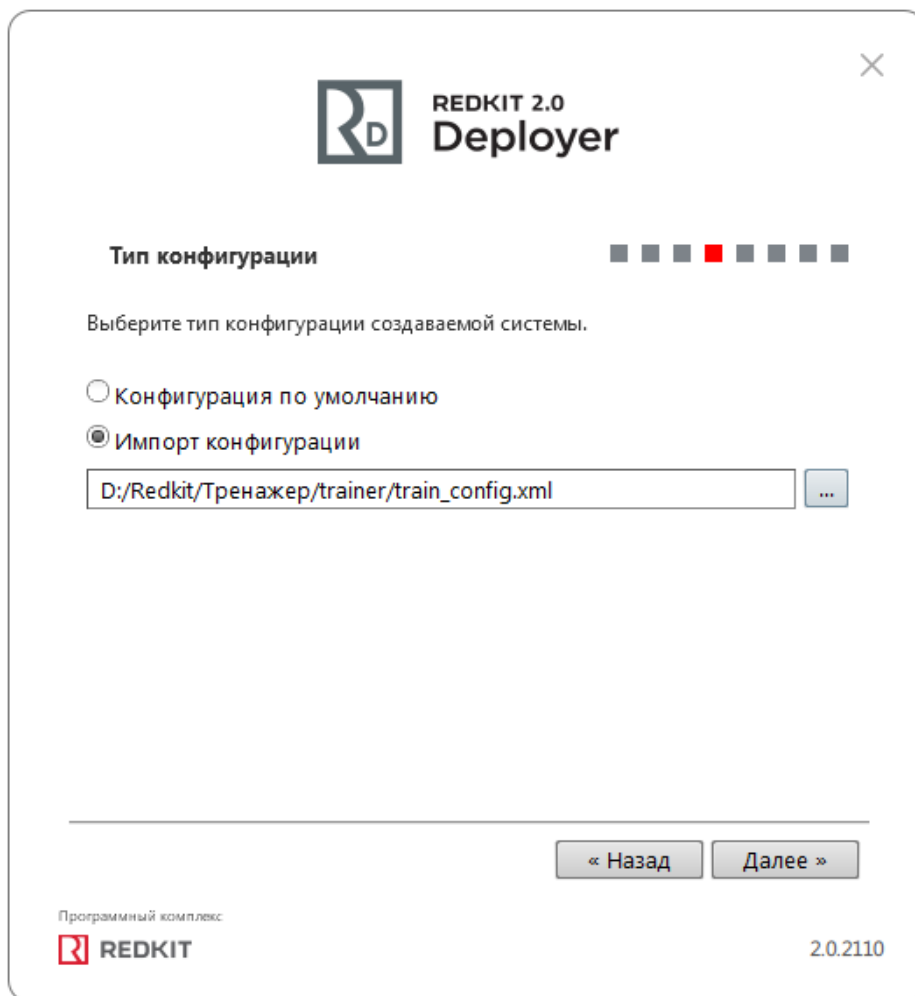 REDKIT 2.0
Deployer
Тип конфигурации
Выберите тип конфигурации создаваемой системы.
Конфигурация по умолчанию
Импорт конфигурации
D:/Redkit/Тренажер/trainer/train_config.xml
...
« Назад
Далее »
Программный комплекс
REDKIT
2.0.2110